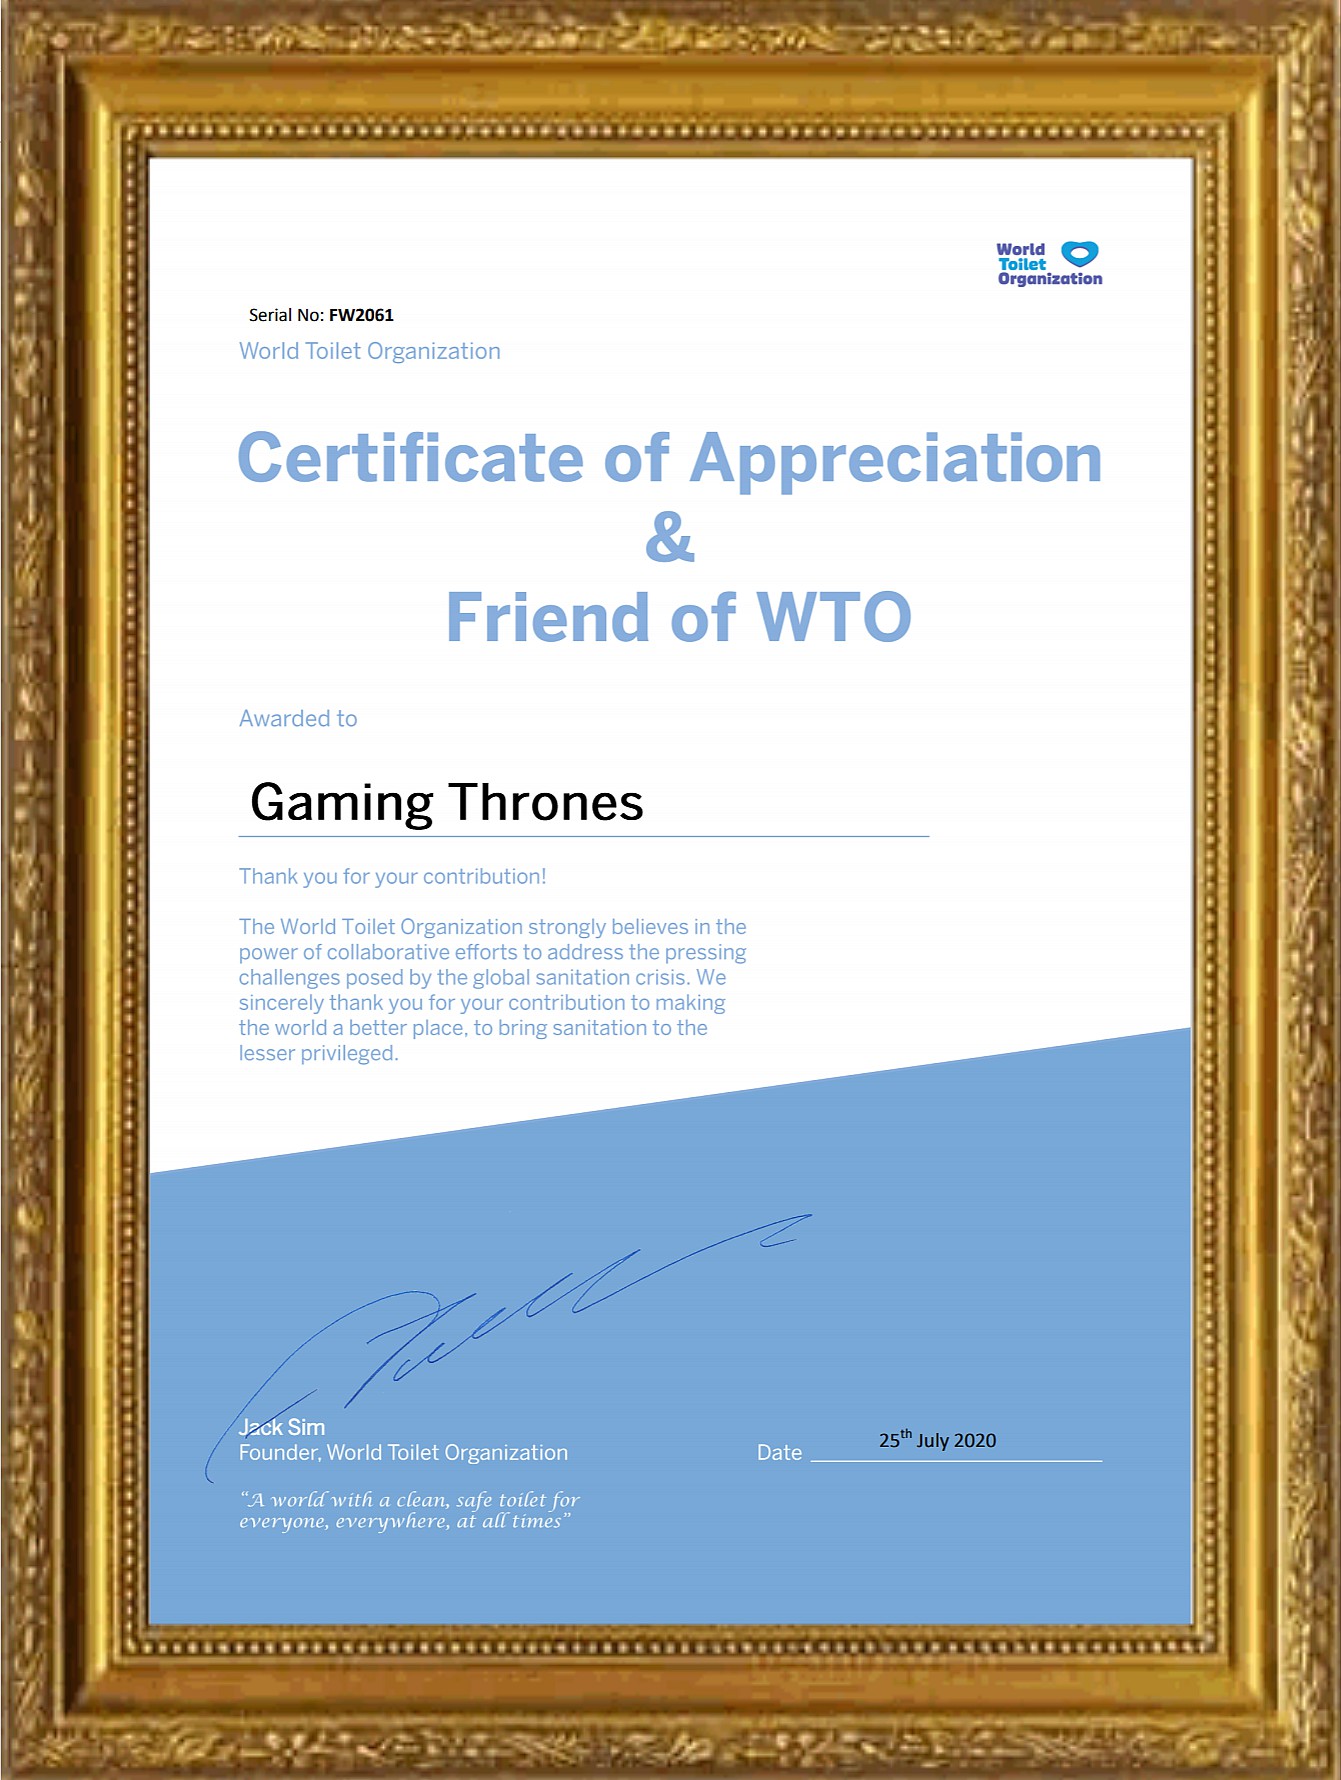 World
Toilet
Organization
Serial No: FW2061
World Toilet Organization
Certificate of Appreciation
&
Friend of WTO
Awarded to
Gaming Thrones
Thank you for your contribution!
The World Toilet Organization strongly believes in the
power of collaborative efforts to address the pressing
challenges posed by the global sanitation crisis. We
sincerely thank you for your contribution to making
the world a better place, to bring sanitation to the
lesser privileged.
Jack Sim
Founder, World Toilet Organization
Date 25th July 2020
“A world with a clean, safe toilet for
everyone, everywhere, at all times”